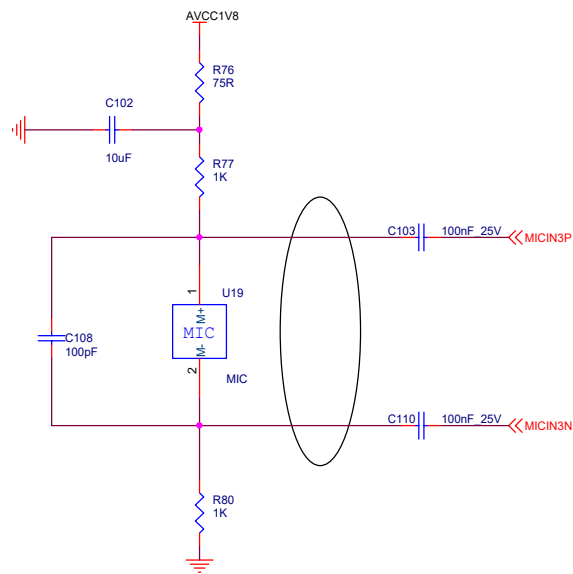 AVCC1V8
R76
75R
C102
10uF
R77
1K
C103
100nF_25V
MICIN3P
1
U19
M+
MIC
M-
C108
100pF
2
MIC
C110
100nF_25V
MICIN3N
R80
1K